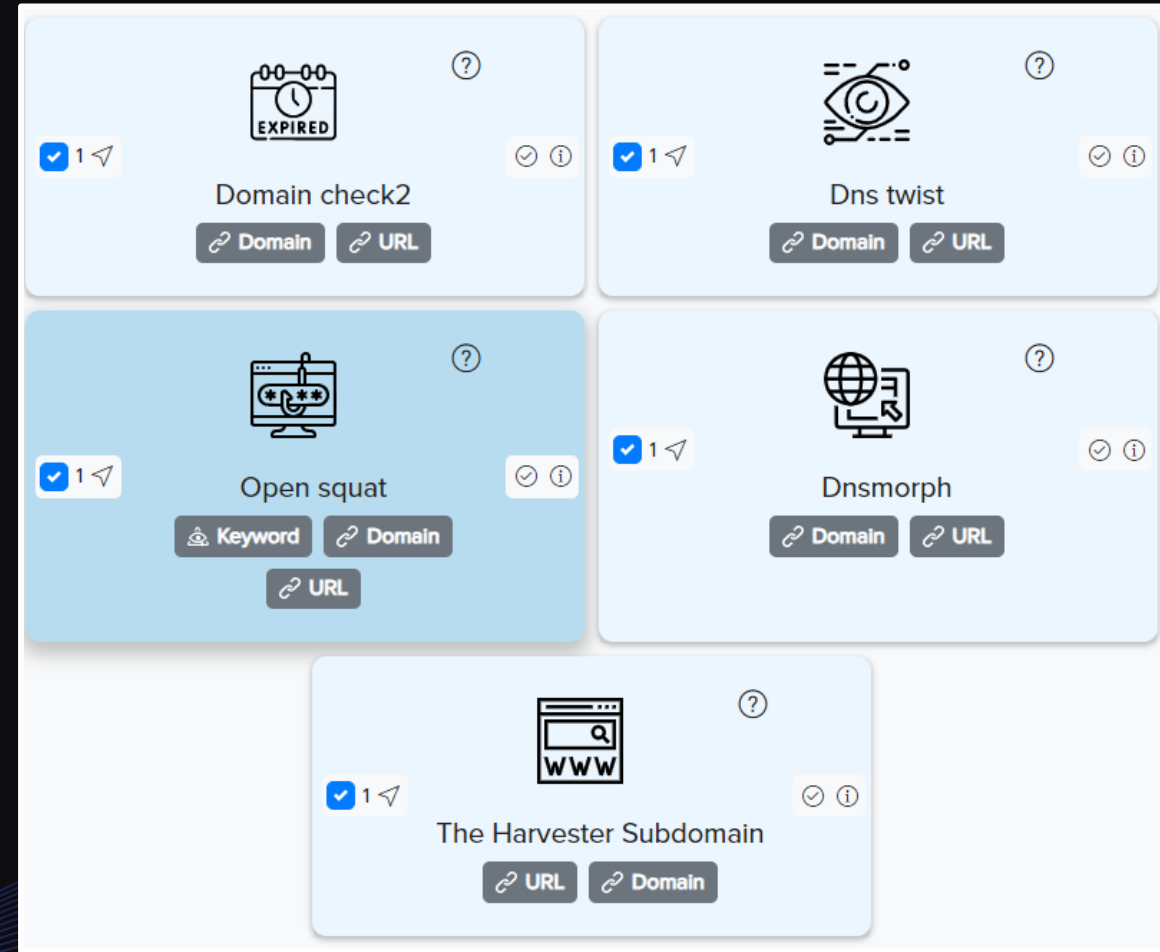 EXPIRED
1
Domain check2
Domain URL
1
Dns twist
Domain URL
1
Open squat
Keyword Domain
URL
1
Dnsmorph
Domain URL
WWW
1
The Harvester Subdomain
URL Domain